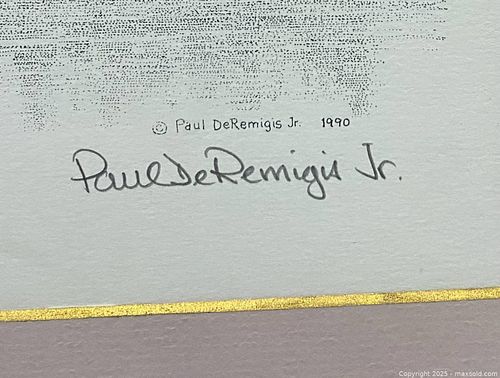 © Paul DeRemigis Jr. 1990
Paul DeRemigis Jr.
Copyright 2025 - maxsold.com